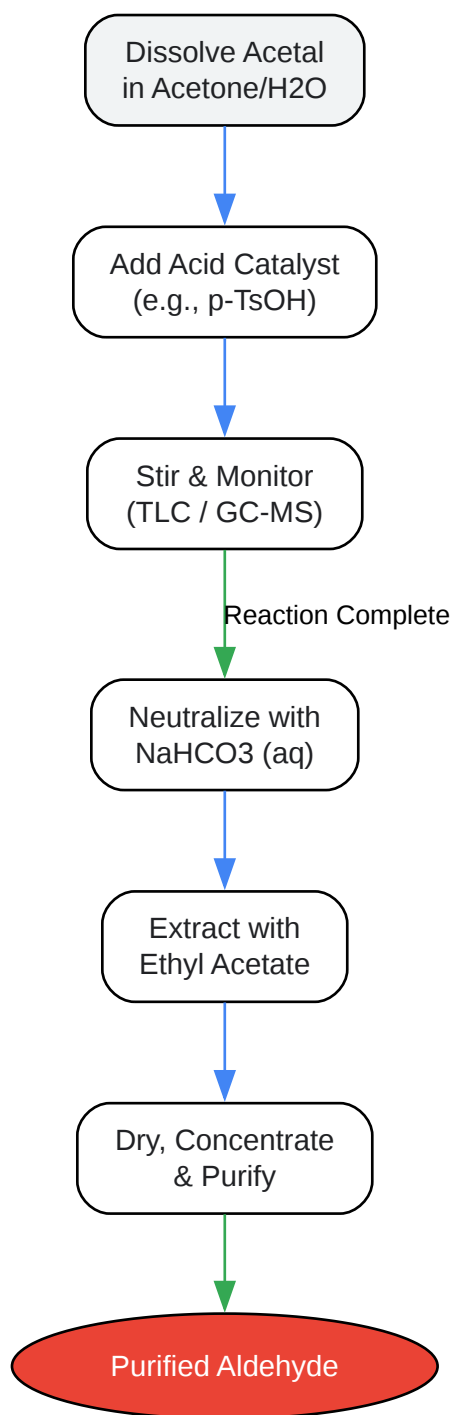 Dissolve Acetal
in Acetone/H2O
Add Acid Catalyst
(e.g., p-TsOH)
Stir & Monitor
(TLC / GC-MS)
Reaction Complete
Neutralize with
NaHCO3 (aq)
Extract with
Ethyl Acetate
Dry, Concentrate
& Purify
Purified Aldehyde